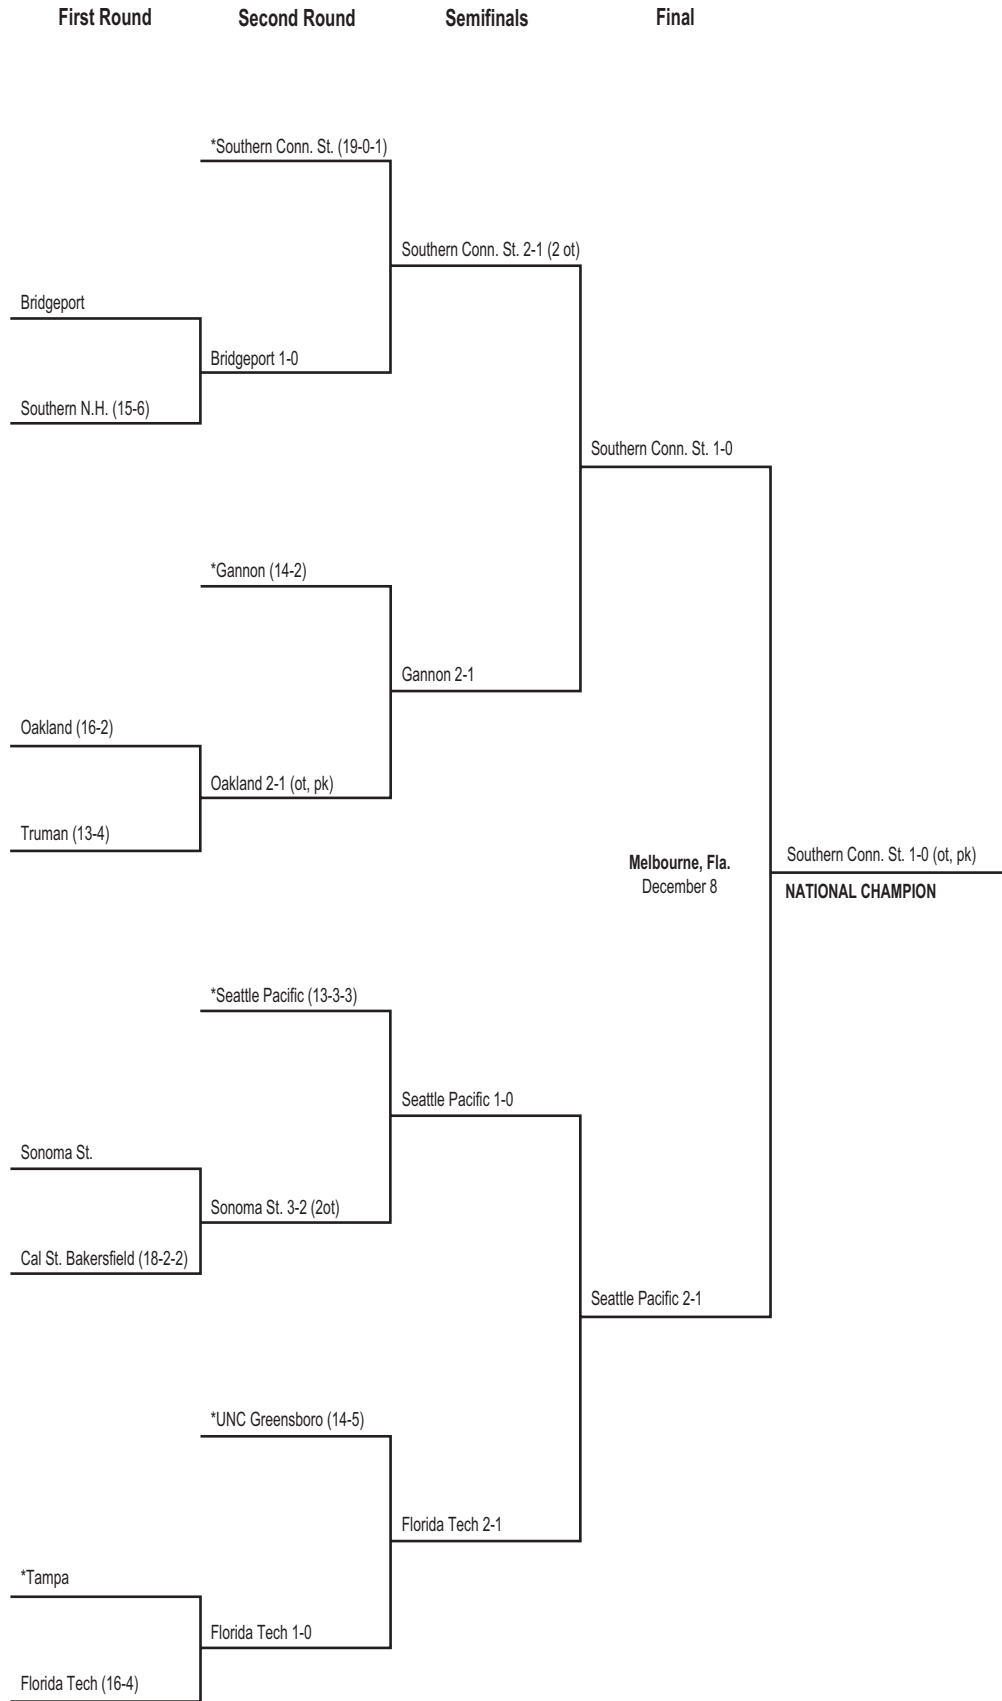 First Round
Second Round
Semifinals
Final
*Southern Conn. St. (19-0-1)
Southern Conn. St. 2-1 (2 ot)
Bridgeport
Bridgeport 1-0
Southern N.H. (15-6)
Southern Conn. St. 1-0
*Gannon (14-2)
Gannon 2-1
Oakland (16-2)
Oakland 2-1 (ot, pk)
Truman (13-4)
Southern Conn. St. 1-0 (ot, pk)
Melbourne, Fla.
December 8
NATIONAL CHAMPION
*Seattle Pacific (13-3-3)
Seattle Pacific 1-0
Sonoma St.
Sonoma St. 3-2 (2ot)
Cal St. Bakersfield (18-2-2)
Seattle Pacific 2-1
*UNC Greensboro (14-5)
Florida Tech 2-1
*Tampa
Florida Tech 1-0
Florida Tech (16-4)